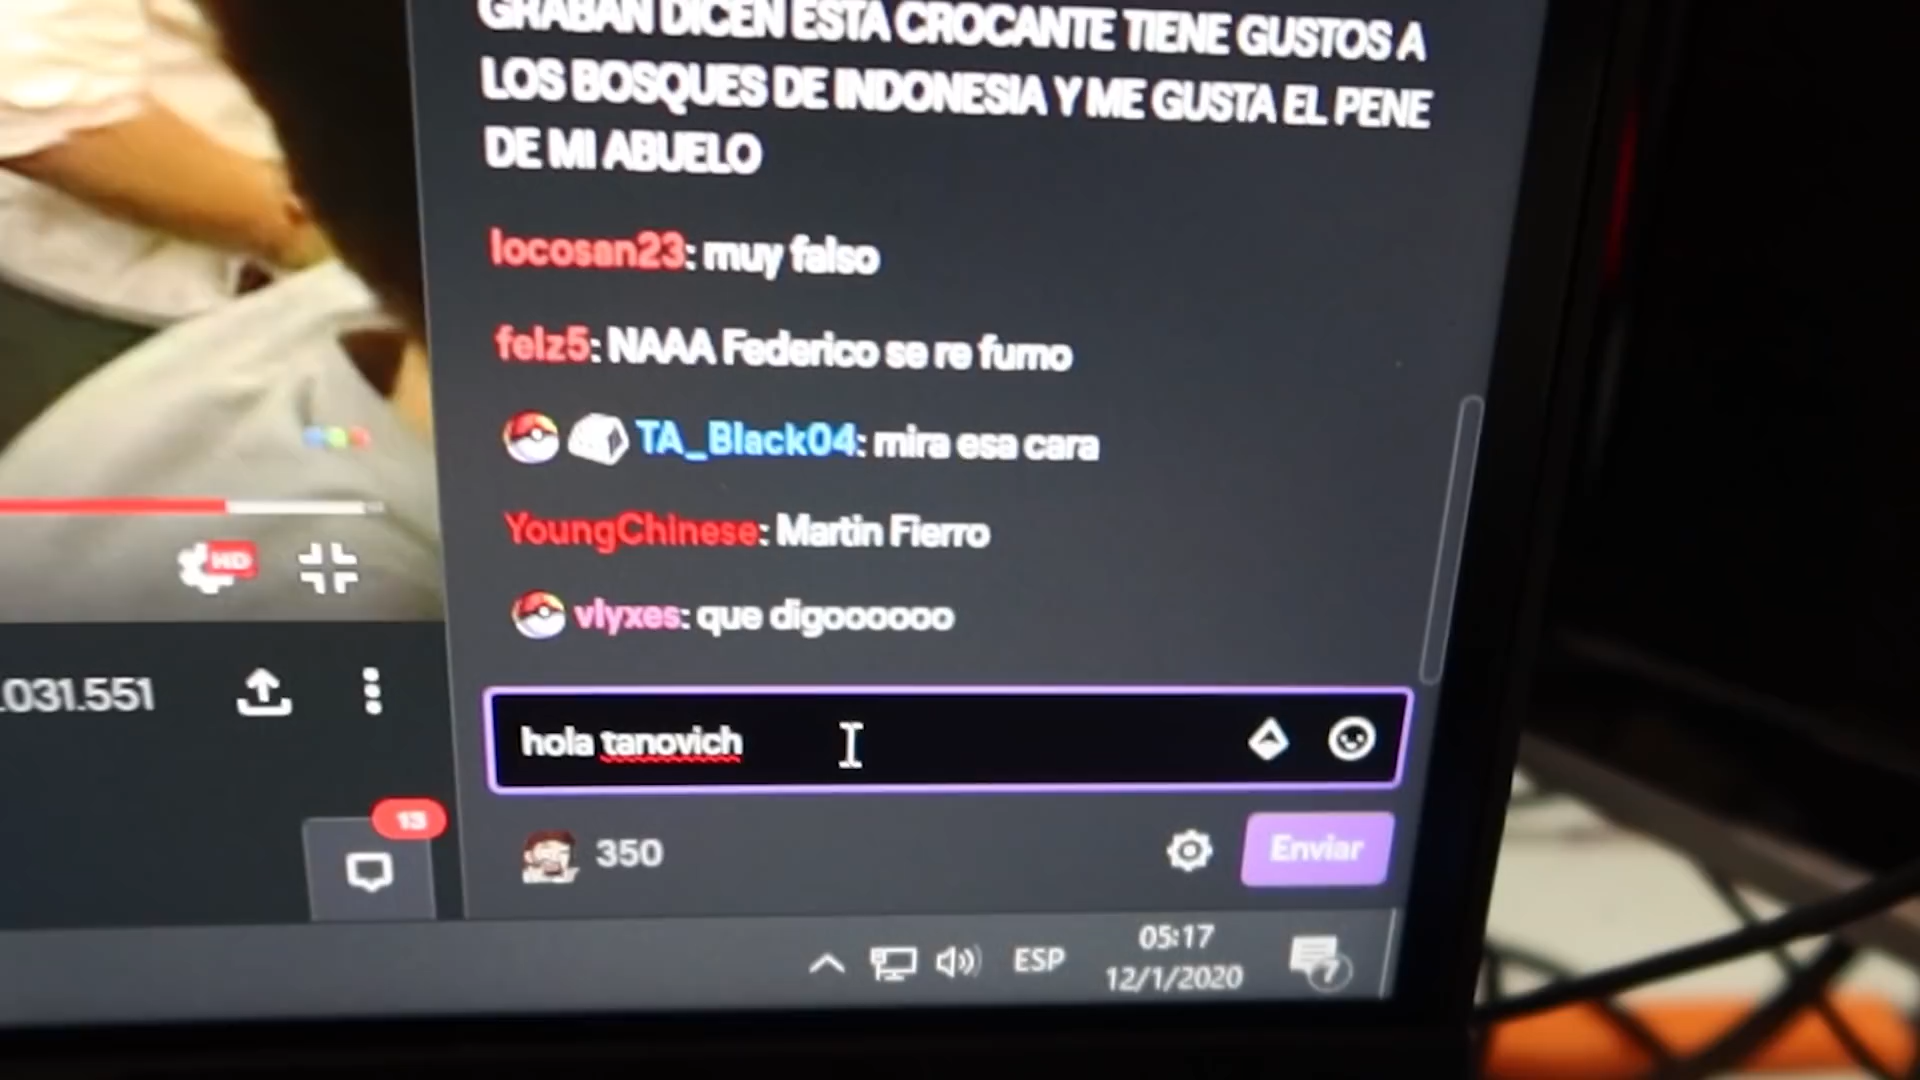 GRABAN DICEN ESTA CROCANTE TIENE GUSTOS A
LOS BOSQUES DE INDONESIA Y ME GUSTA EL PENE
DE MI ABUELO
locosan23: muy falso
felz5: NAAA Federico se re fumo
TA_Black04: mira esa cara
YoungChinese: Martin Fierro
vlyxes: que digoooooo
HD
.031.551
hola tanovich
13
350
Enviar
ESP
05:17
12/1/2020
7